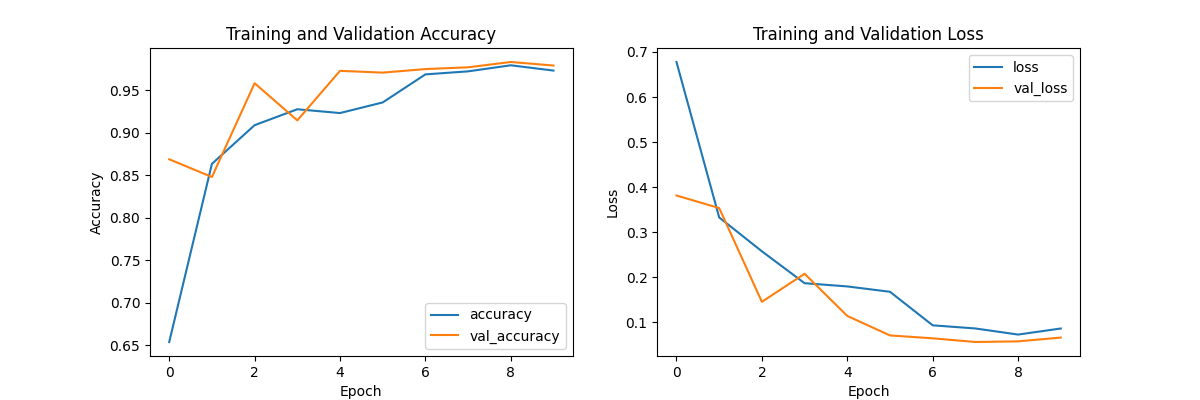 Training and Validation Accuracy
Accuracy
0.95
0.90
0.85
0.80
0.75
0.70
0.65
accuracy
val_accuracy
0 2 4 6 8
Epoch
Training and Validation Loss
Loss
0.7
0.6
0.5
0.4
0.3
0.2
0.1
loss
val_loss
0 2 4 6 8
Epoch